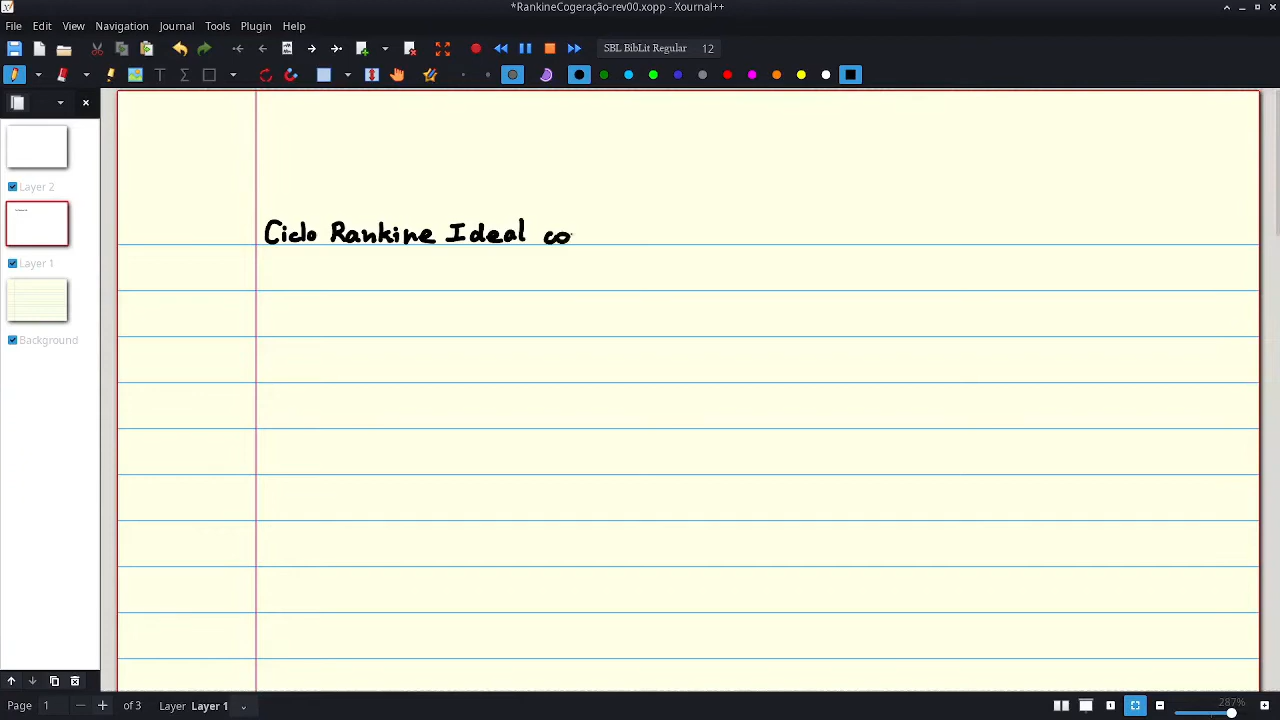 *RankineCogeração-rev00.xopp - Xournal++
File Edit View Navigation Journal Tools Plugin Help
SBL BibLit Regular 12
Layer 2
Layer 1
Background
Ciclo Rankine Ideal co
Page 1 of 3 Layer Layer 1 287%